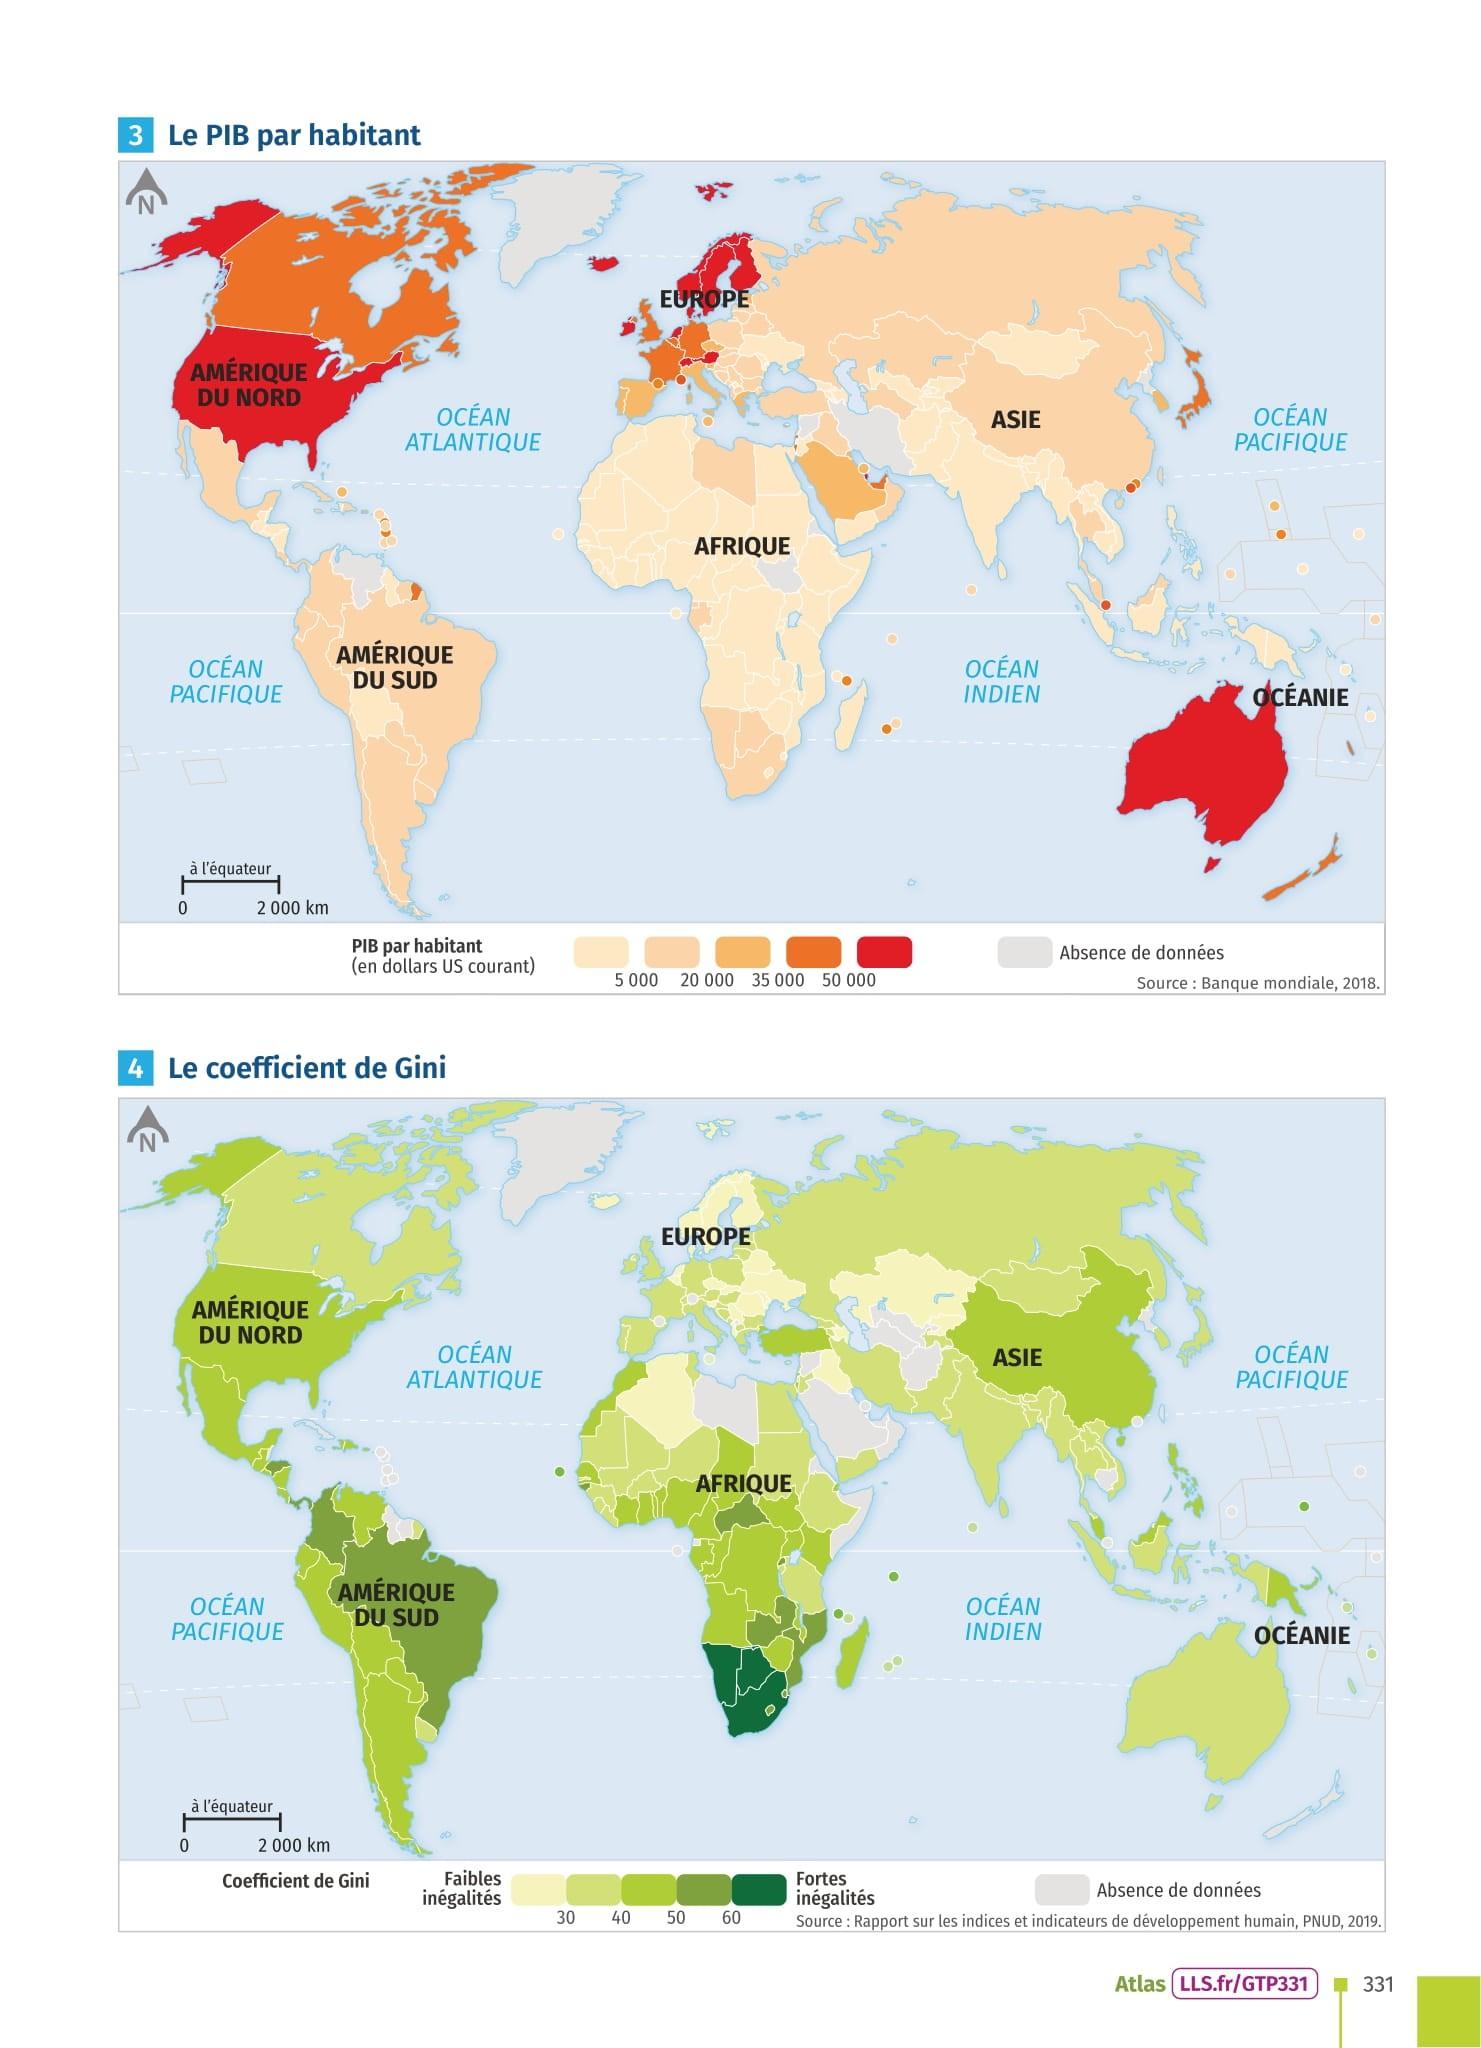 3 Le PIB par habitant
N
EUROPE
AMÉRIQUE
DU NORD
OCÉAN
ATLANTIQUE
ASIE
OCÉAN
PACIFIQUE
AFRIQUE
AMÉRIQUE
DU SUD
OCÉAN
PACIFIQUE
OCÉAN
INDIEN
OCÉANIE
à l'équateur
0 2 000 km
PIB par habitant
(en dollars US courant)
5 000 20 000 35 000 50 000
Absence de données
Source : Banque mondiale, 2018.
4 Le coefficient de Gini
N
EUROPE
AMÉRIQUE
DU NORD
OCÉAN
ATLANTIQUE
ASIE
OCÉAN
PACIFIQUE
AFRIQUE
AMÉRIQUE
DU SUD
OCÉAN
PACIFIQUE
OCÉAN
INDIEN
OCÉANIE
à l'équateur
0 2 000 km
Coefficient de Gini
Faibles
inégalités
30 40 50 60
Fortes
inégalités
Absence de données
Source : Rapport sur les indices et indicateurs de développement humain, PNUD, 2019.
Atlas LLS.fr/GTP331 331